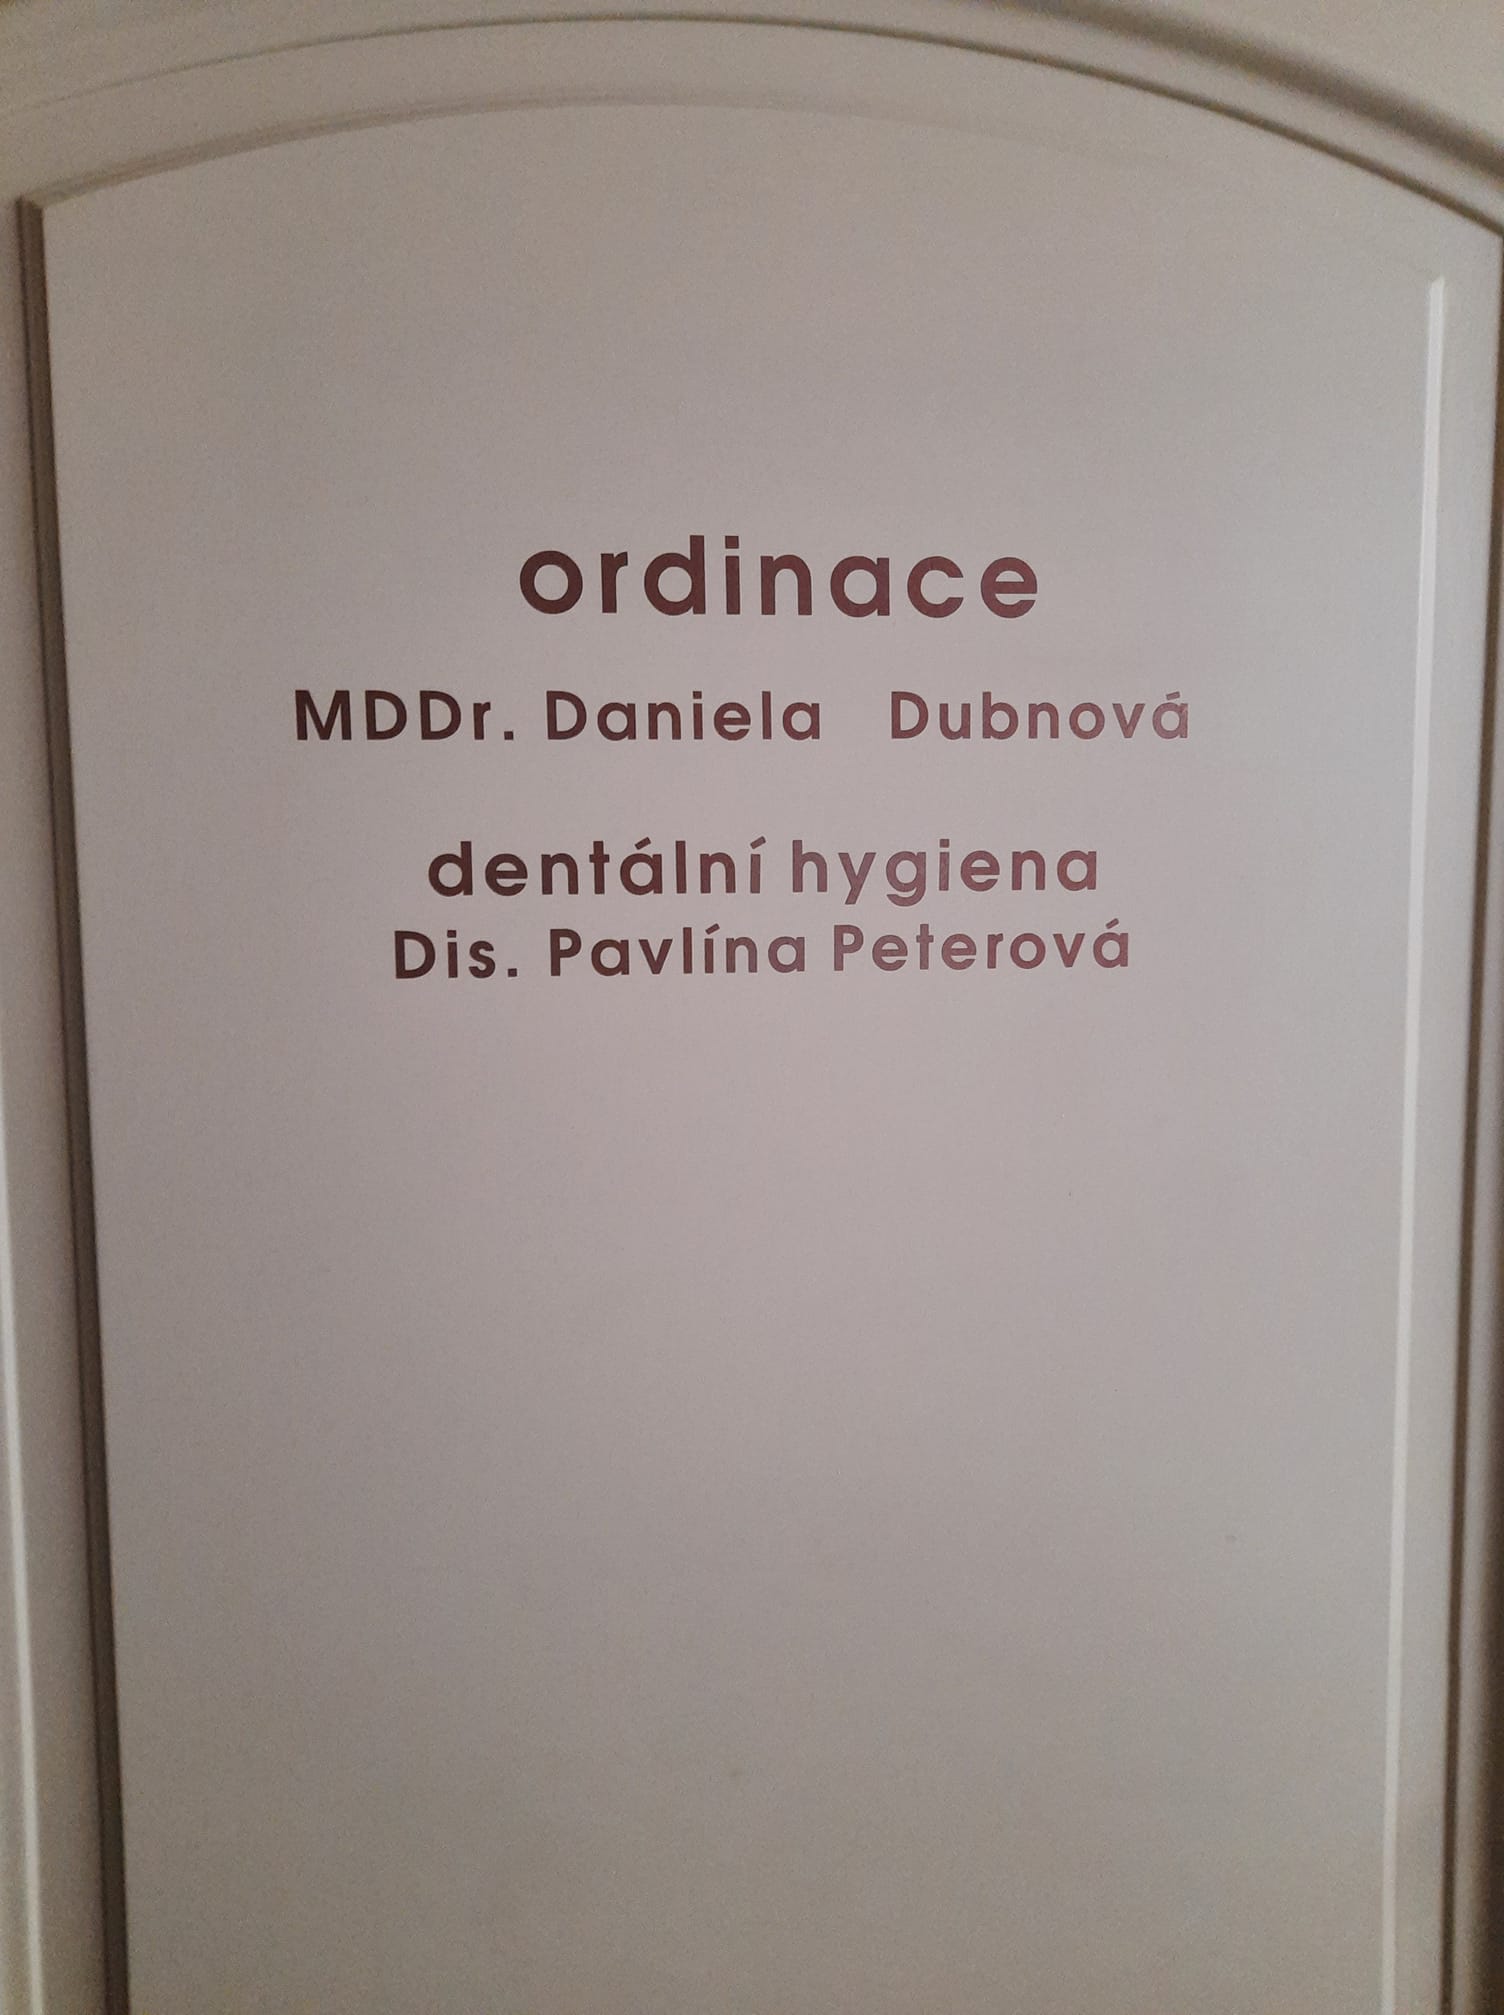 ordinace
MDDr. Daniela Dubnová
dentální hygiena
Dis. Pavlína Peterová